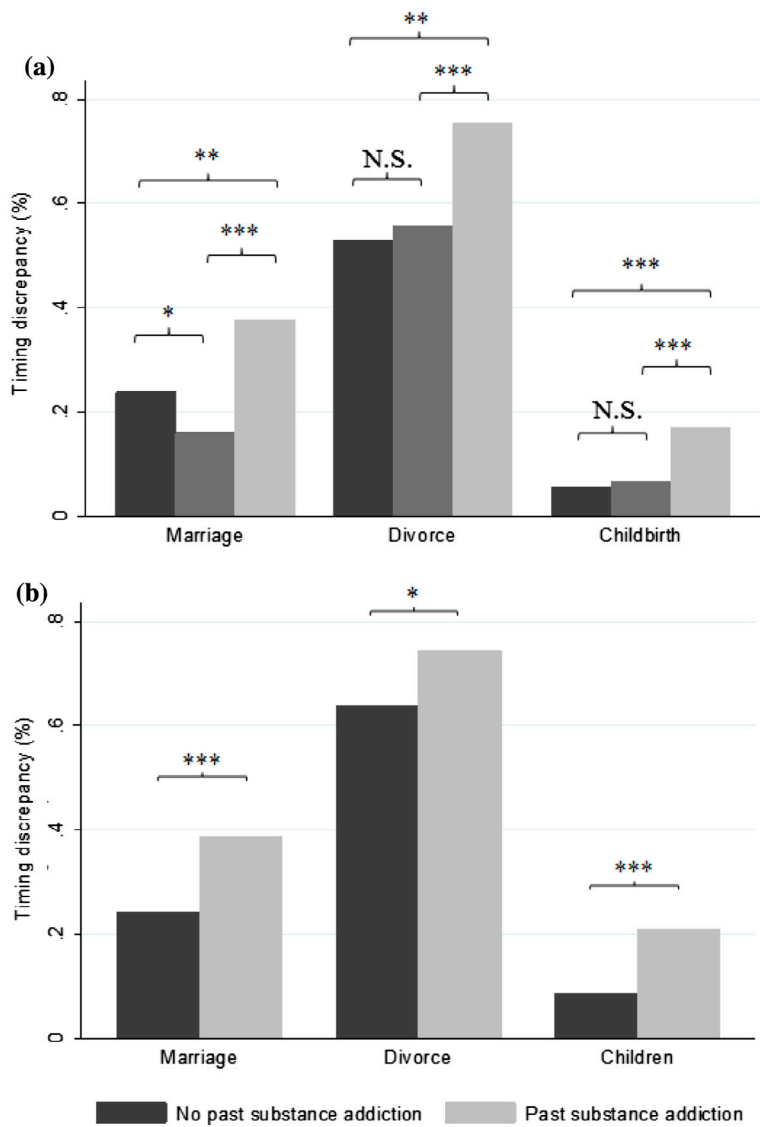 (a)
**
***
.8
N.S.
**
.6
***
***
.4
*
***
N.S.
.2
0
Timing discrepancy (%)
Marriage Divorce Childbirth
(b)
*
.8
.6
***
.4
***
.2
0
Timing discrepancy (%)
Marriage Divorce Children
No past substance addiction Past substance addiction